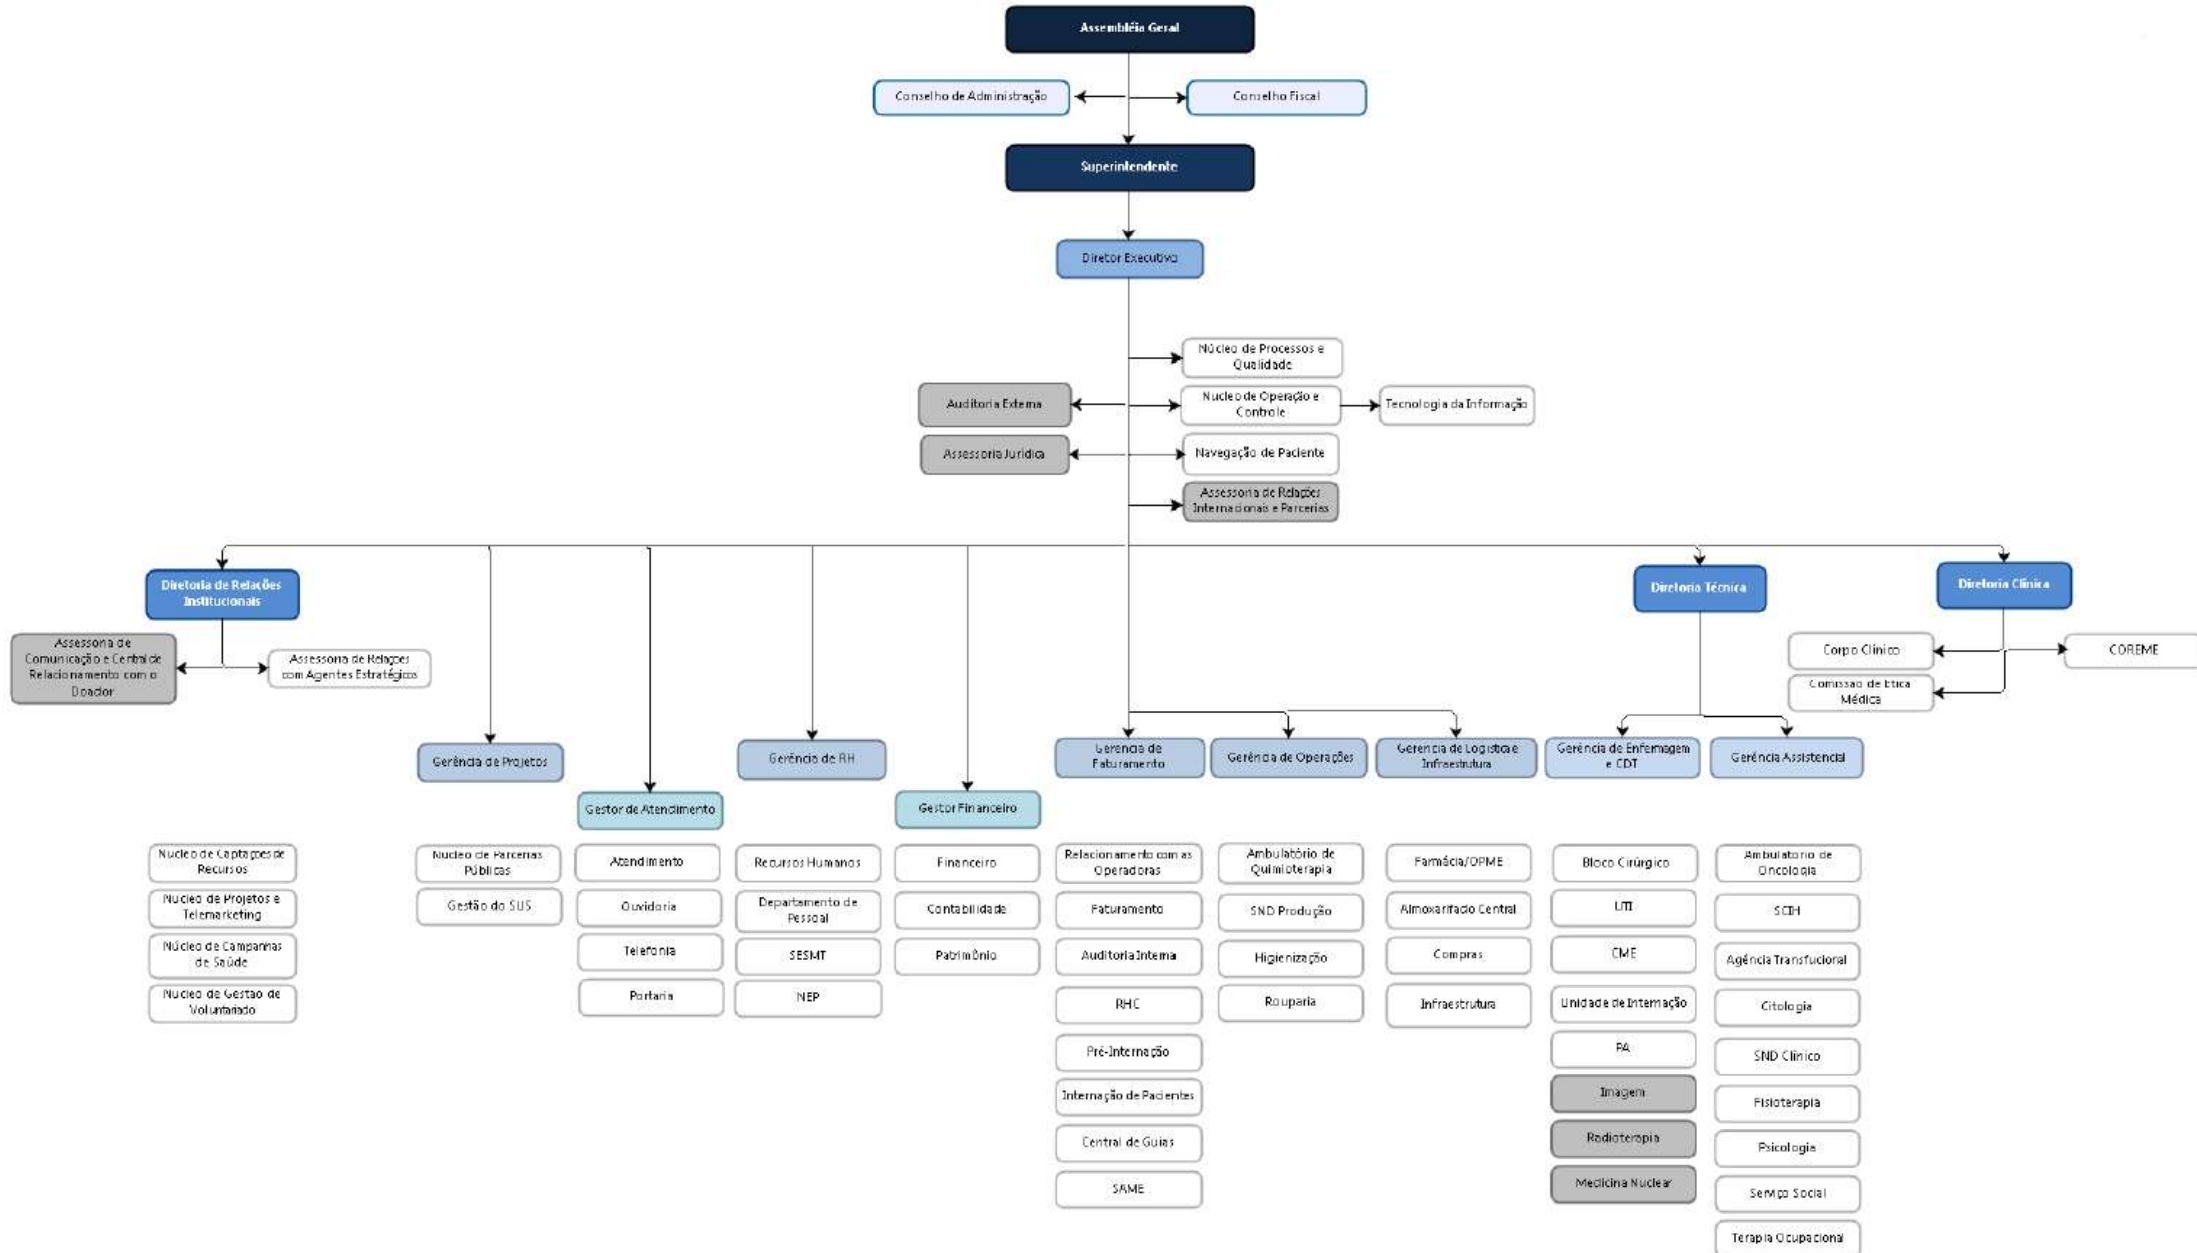 Assembléia Geral
Conselho de Administração
Conselho Fiscal
Superintendente
Diretor Executivo
Núcleo de Processos e
Qualidade
Auditoria Externa
Nucleo de Operação e
Controle
Tecnologia da Informação
Assessoria Jurídica
Navegação de Paciente
Assessoria de Relações
Internacionais e Parcerias
Diretoria de Relações
Institucionais
Diretoria Técnica
Diretoria Clínica
Assessoria de
Comunicação e Central de
Relacionamento com o
Doador
Assessoria de Relações
com Agentes Estratégicos
Corpo Clínico
COREME
Comissão de Ética
Médica
Gerência de Projetos
Gerência de RH
Gerencia de
Faturamento
Gerência de Operações
Gerencia de Logistica e
Infraestrutura
Gerência de Enfermagem
e CDT
Gerência Assistencial
Gestor de Atendimento
Gestor Financeiro
Nucleo de Captações de
Recursos
Nucleo de Projetos e
Telemarketing
Núcleo de Campanhas
de Saúde
Nucleo de Gestão de
Voluntariado
Nucleo de Parcerias
Públicas
Gestão do SUS
Atendimento
Ouvidoria
Telefonia
Portaria
Recursos Humanos
Departamento de
Pessoal
SESMT
NEP
Financeiro
Contabilidade
Patrimônio
Relacionamento com as
Operadoras
Faturamento
Auditoria Interna
RHC
Pré-Internação
Internação de Pacientes
Central de Guias
SAME
Ambulatório de
Quimioterapia
SND Produção
Higienização
Rouparia
Farmácia/OPME
Almoxarifado Central
Compras
Infraestrutura
Bloco Cirúrgico
UTI
CME
Unidade de Internação
PA
Imagem
Radioterapia
Medicina Nuclear
Ambulatorio de
Oncologia
SCIH
Agência Transfucional
Citologia
SND Clínico
Fisioterapia
Psicologia
Serviço Social
Terapia Ocupacional